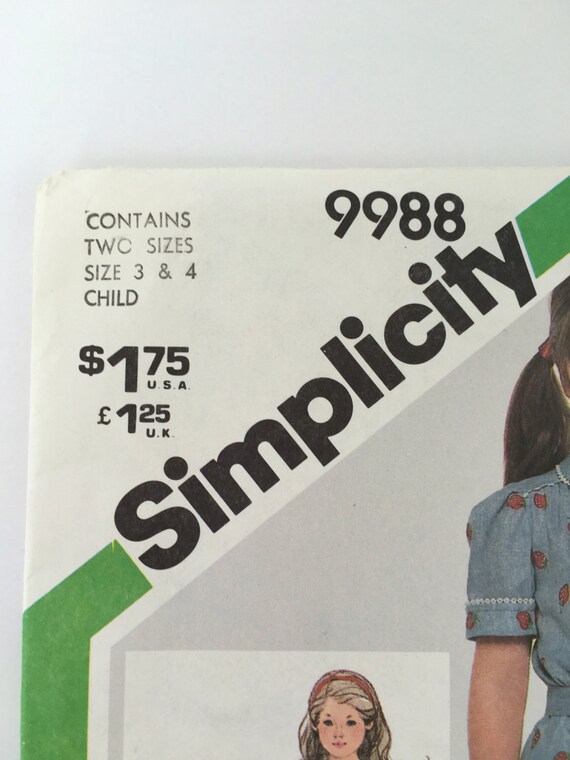 CONTAINS
TWO SIZES
SIZE 3 & 4
CHILD
9988
$1.75
U.S.A.
£1.25
U.K.
Simplicity